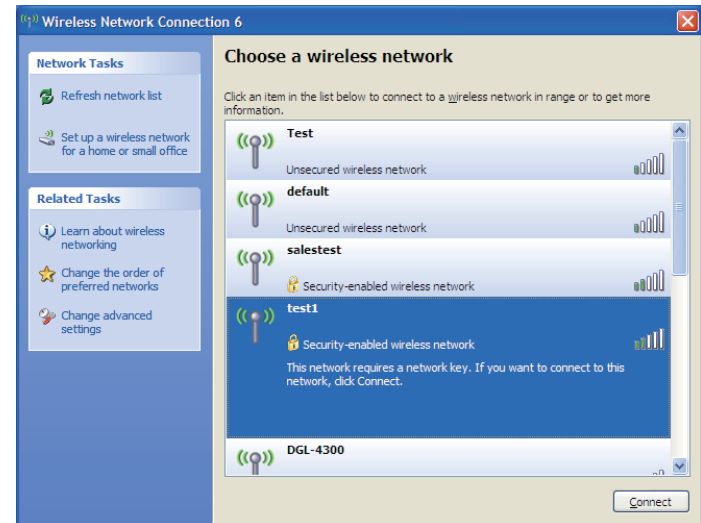 Wireless Network Connection 6
Network Tasks
Refresh network list
Set up a wireless network
for a home or small office
Related Tasks
Learn about wireless
networking
Change the order of
preferred networks
Change advanced
settings
Choose a wireless network
Click an item in the list below to connect to a wireless network in range or to get more
information.
Test
Unsecured wireless network
default
Unsecured wireless network
salestest
Security-enabled wireless network
test1
Security-enabled wireless network
This network requires a network key. If you want to connect to this
network, click Connect.
DGL-4300
Connect